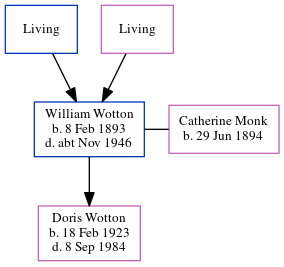 Living
Living
William Wotton
b. 8 Feb 1893
d. abt Nov 1946
Catherine Monk
b. 29 Jun 1894
Doris Wotton
b. 18 Feb 1923
d. 8 Sep 1984